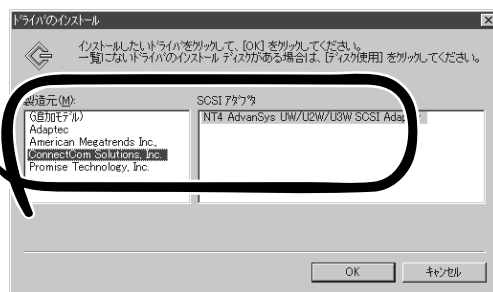 ドライバのインストール
インストールしたいドライバをクリックして、[OK] をクリックしてください。
一覧にないドライバのインストール ディスクがある場合は、[ディスク使用] をクリックしてください。
製造元(M):
(追加モデル)
Adaptec
American Megatrends Inc.
ConnectCom Solutions, Inc.
Promise Technology, Inc.
SCSI アダプタ
NT4 AdvanSys UW/U2W/U3W SCSI
OK
キャンセル